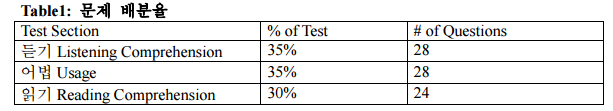 Table1: 문제 배분율
Test Section % of Test # of Questions
듣기 Listening Comprehension 35% 28
어법 Usage 35% 28
읽기 Reading Comprehension 30% 24